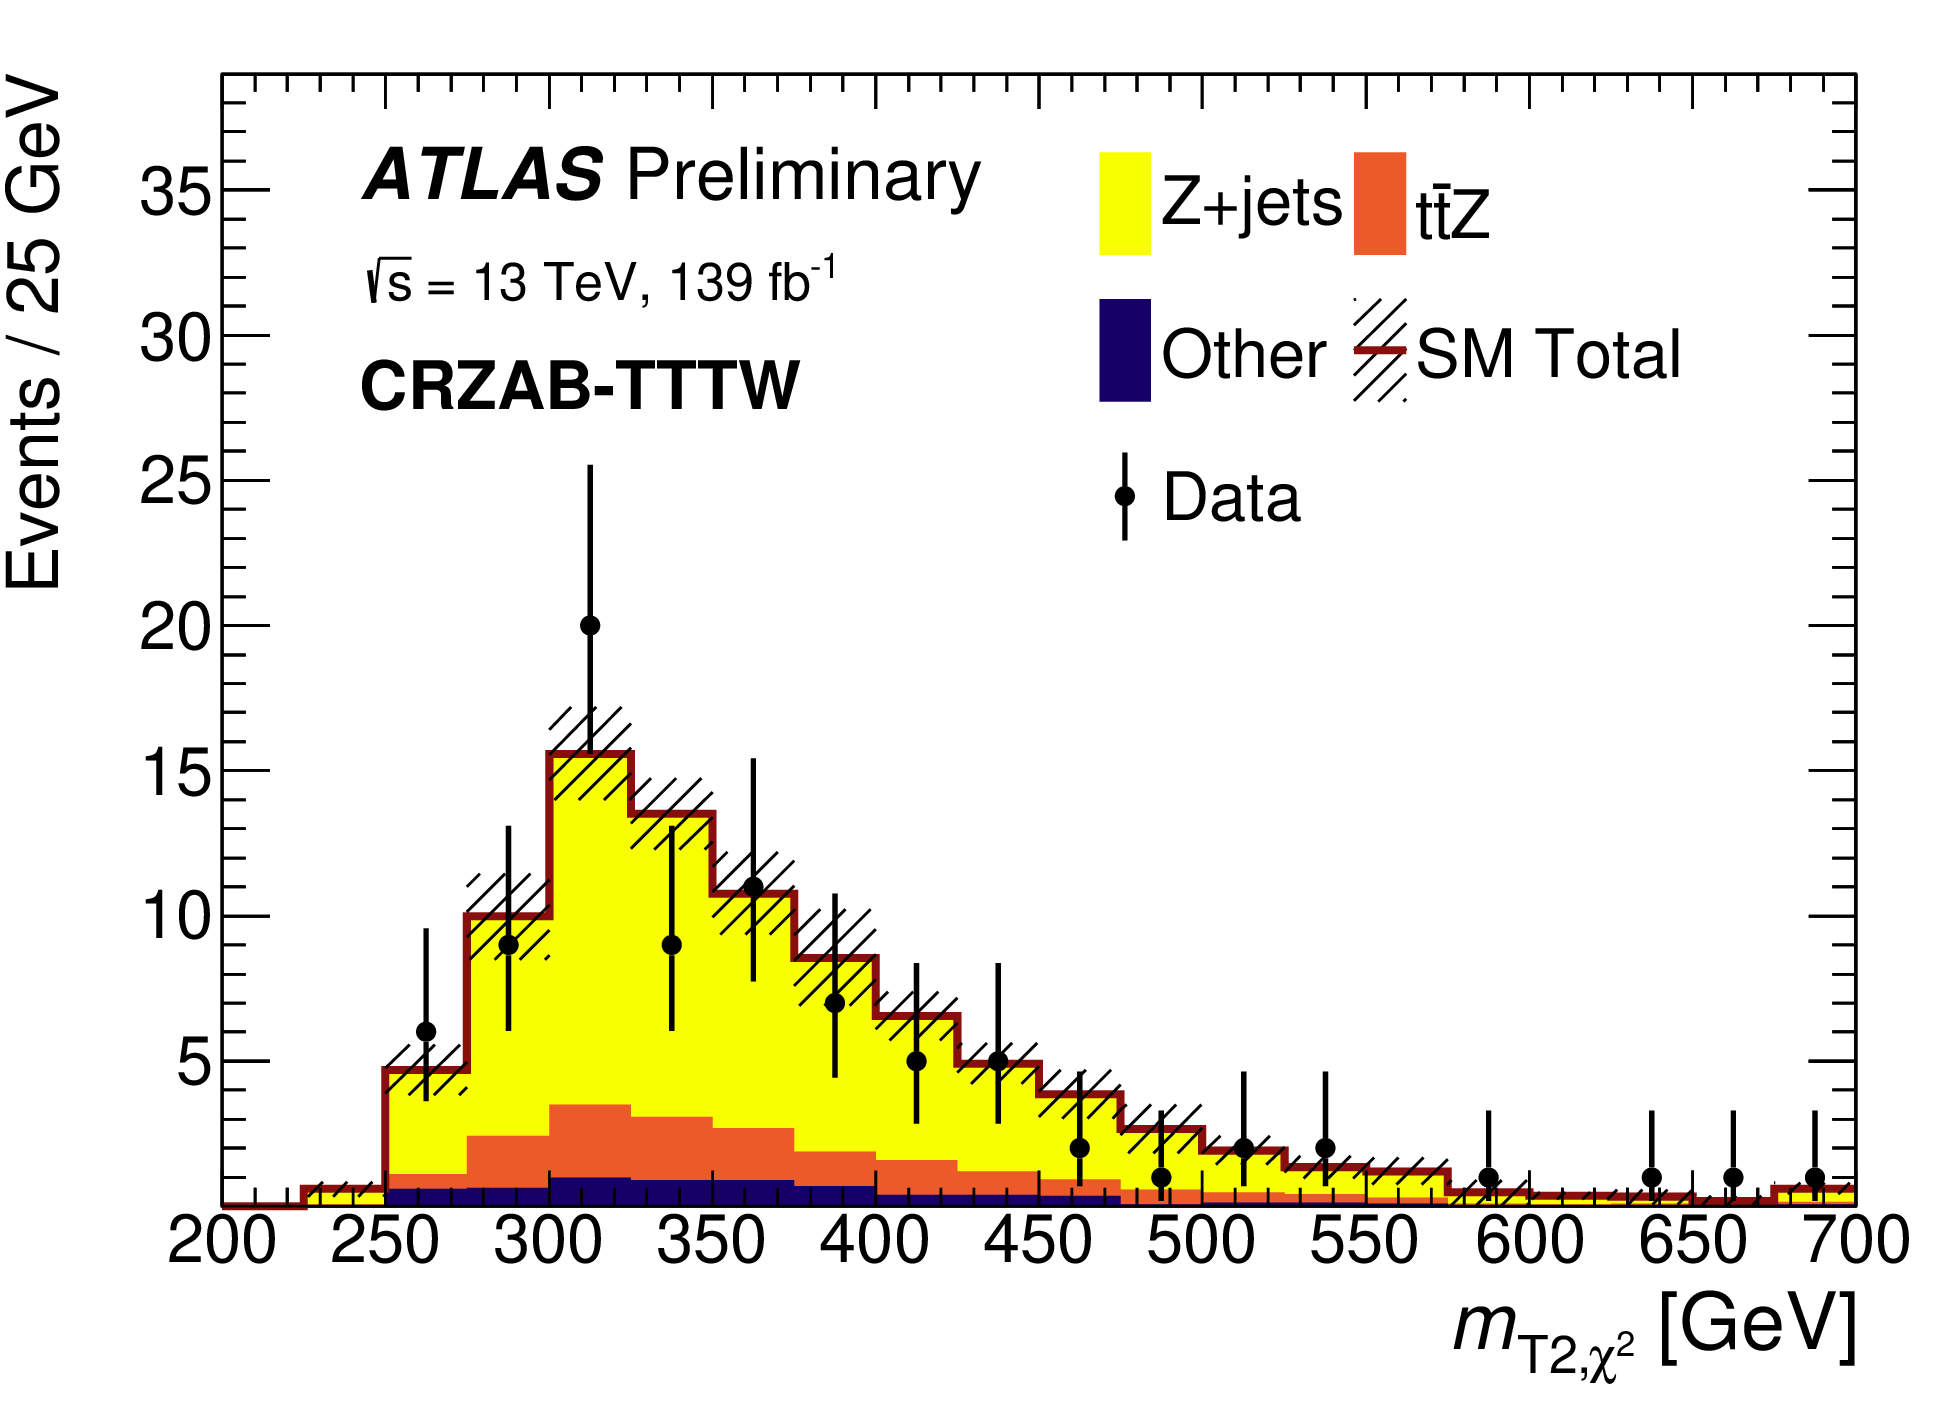 Events / 25 GeV
35
30
25
20
15
10
5
ATLAS Preliminary
√s = 13 TeV, 139 fb⁻¹
CRZAB-TTTW
Z+jets
tt̄Z
Other
SM Total
Data
200 250 300 350 400 450 500 550 600 650 700
m_T2,χ² [GeV]